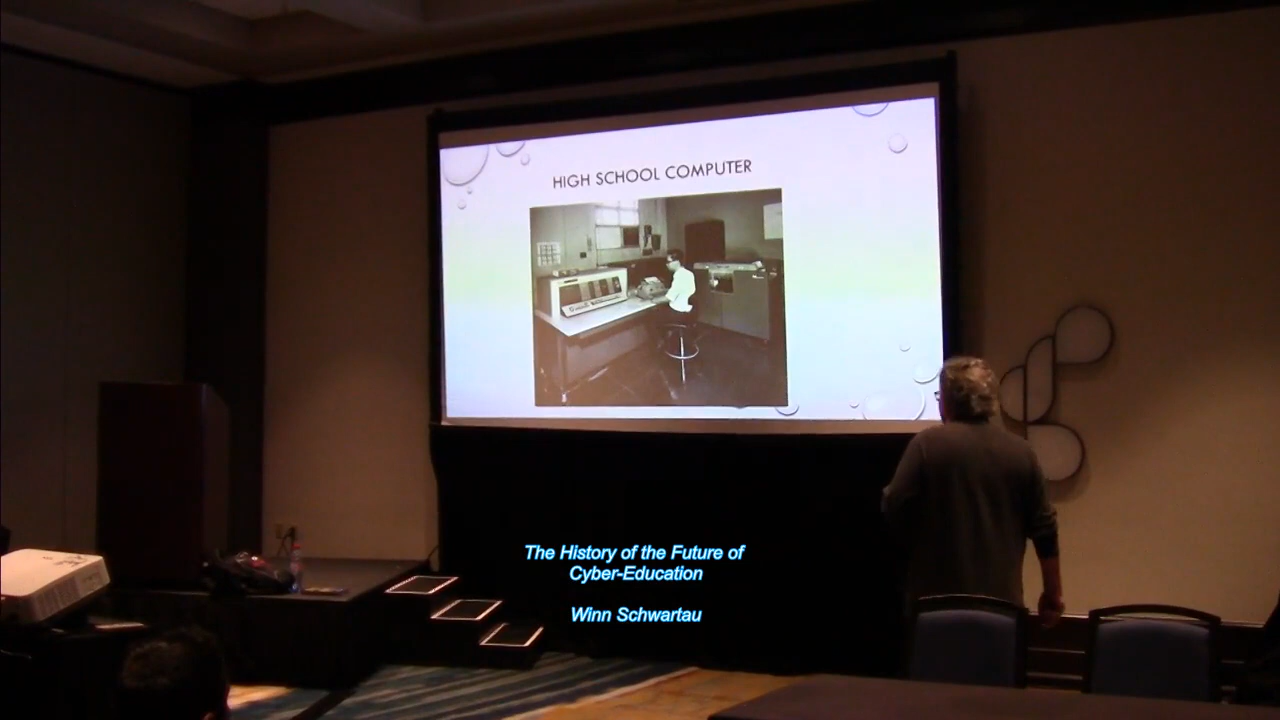 HIGH SCHOOL COMPUTER
The History of the Future of
Cyber-Education
Winn Schwartau